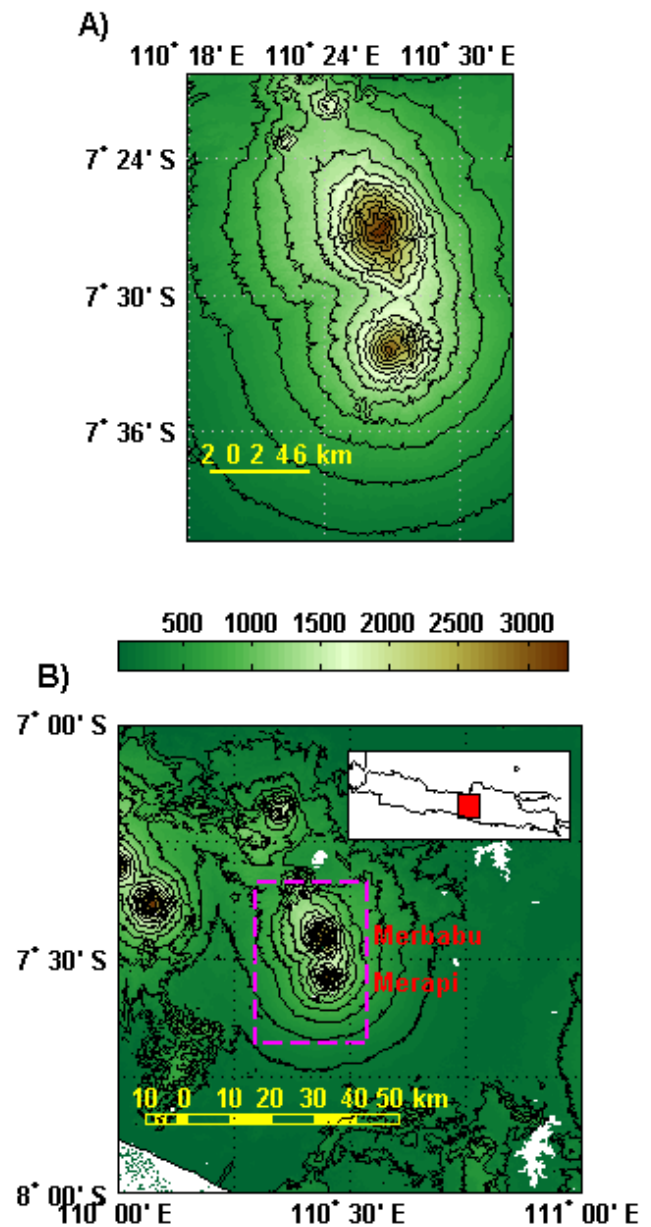 A)
110° 18' E 110° 24' E 110° 30' E
7° 24' S
7° 30' S
7° 36' S
2 0 2 4 6 km
500 1000 1500 2000 2500 3000
B)
7° 00' S
Merbabu
7° 30' S
Merapi
10 0 10 20 30 40 50 km
8° 00' S
110° 00' E 110° 30' E 111° 00' E